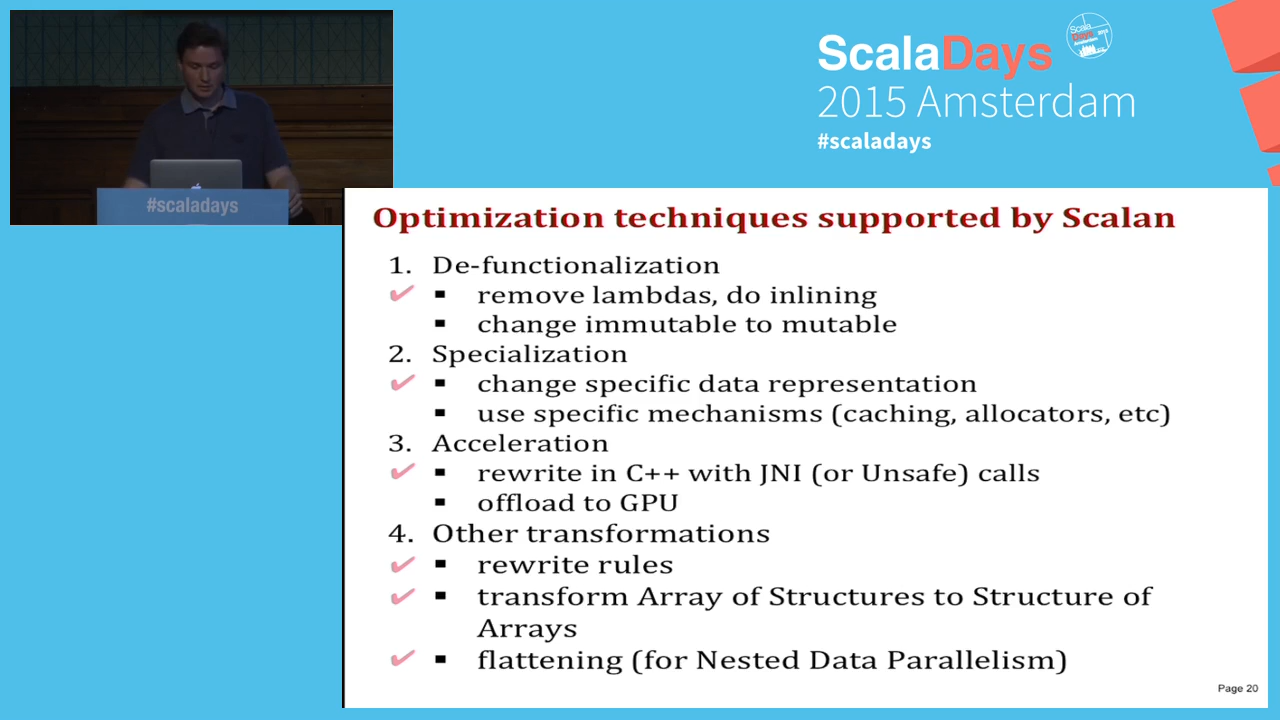 ScalaDays
2015 Amsterdam
#scaladays
#scaladays
Optimization techniques supported by Scalan
1. De-functionalization
✓ ▪ remove lambdas, do inlining
▪ change immutable to mutable
2. Specialization
✓ ▪ change specific data representation
▪ use specific mechanisms (caching, allocators, etc)
3. Acceleration
✓ ▪ rewrite in C++ with JNI (or Unsafe) calls
▪ offload to GPU
4. Other transformations
✓ ▪ rewrite rules
✓ ▪ transform Array of Structures to Structure of
Arrays
✓ ▪ flattening (for Nested Data Parallelism)
Page 20